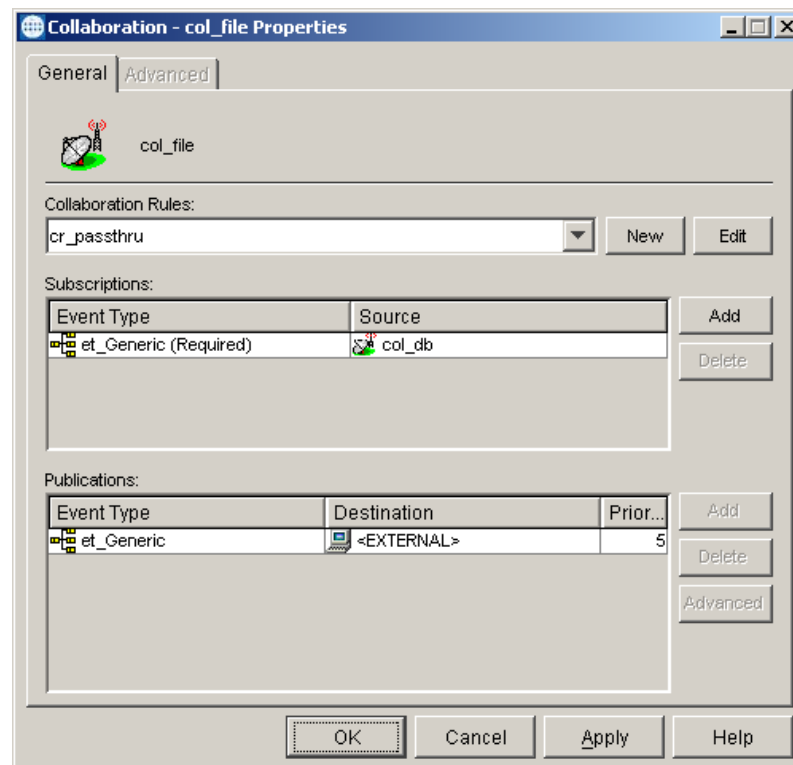 Collaboration - col_file Properties
General Advanced
col_file
Collaboration Rules:
cr_passthru New Edit
Subscriptions:
Event Type Source Add
et_Generic (Required) col_db
Delete
Publications:
Event Type Destination Prior... Add
et_Generic <EXTERNAL> 5
Delete
Advanced
OK Cancel Apply Help